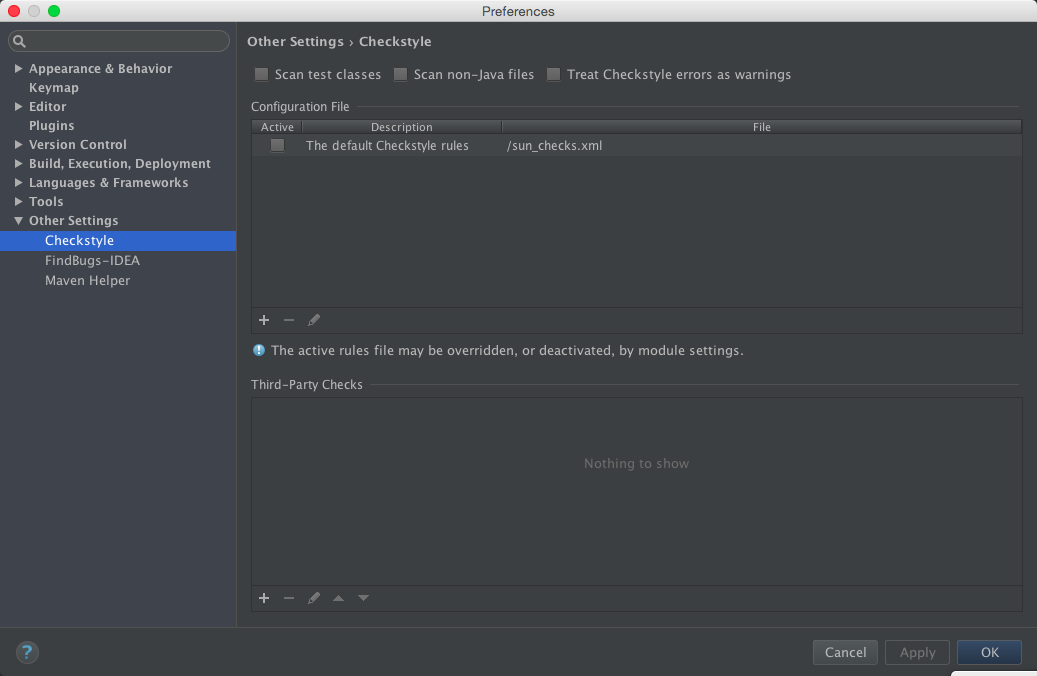 Preferences
Appearance & Behavior
Keymap
Editor
Plugins
Version Control
Build, Execution, Deployment
Languages & Frameworks
Tools
Other Settings
Checkstyle
FindBugs-IDEA
Maven Helper
Other Settings › Checkstyle
Scan test classes Scan non-Java files Treat Checkstyle errors as warnings
Configuration File
Active Description File
The default Checkstyle rules /sun_checks.xml
The active rules file may be overridden, or deactivated, by module settings.
Third-Party Checks
Nothing to show
? Cancel Apply OK